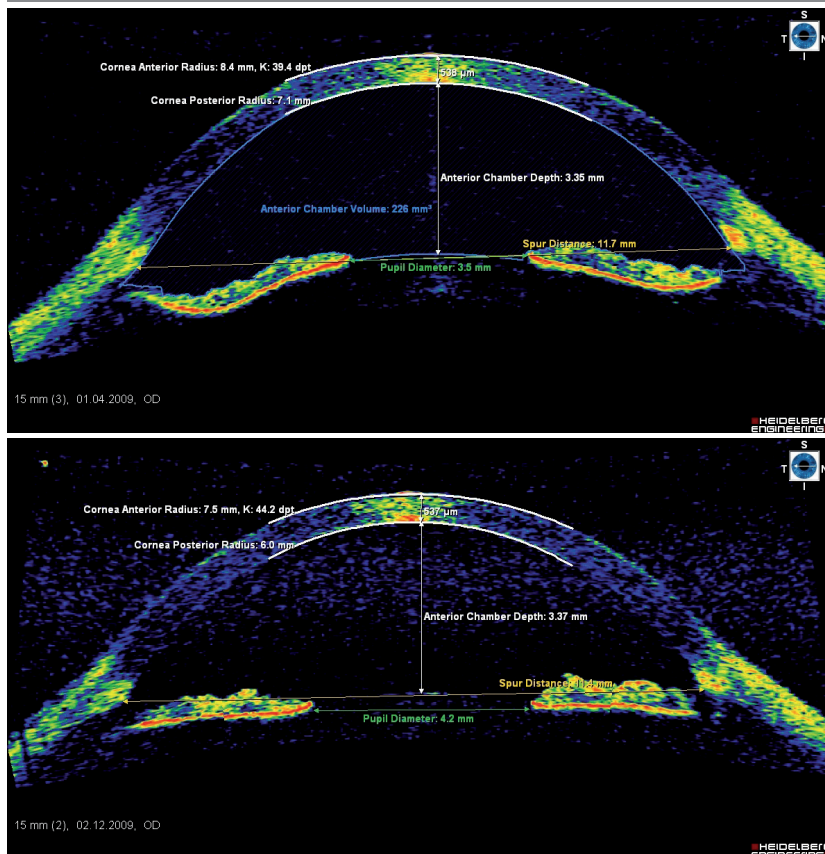 S
T N
I
Cornea Anterior Radius: 8.4 mm, K: 39.4 dpt
538 µm
Cornea Posterior Radius: 7.1 mm
Anterior Chamber Depth: 3.35 mm
Anterior Chamber Volume: 226 mm³
Spur Distance: 11.7 mm
Pupil Diameter: 3.5 mm
15 mm (3), 01.04.2009, OD
HEIDELBERG
ENGINEERING
S
T N
I
Cornea Anterior Radius: 7.5 mm, K: 44.2 dpt
537 µm
Cornea Posterior Radius: 6.0 mm
Anterior Chamber Depth: 3.37 mm
Spur Distance: 11.4 mm
Pupil Diameter: 4.2 mm
15 mm (2), 02.12.2009, OD
HEIDELBERG
ENGINEERING